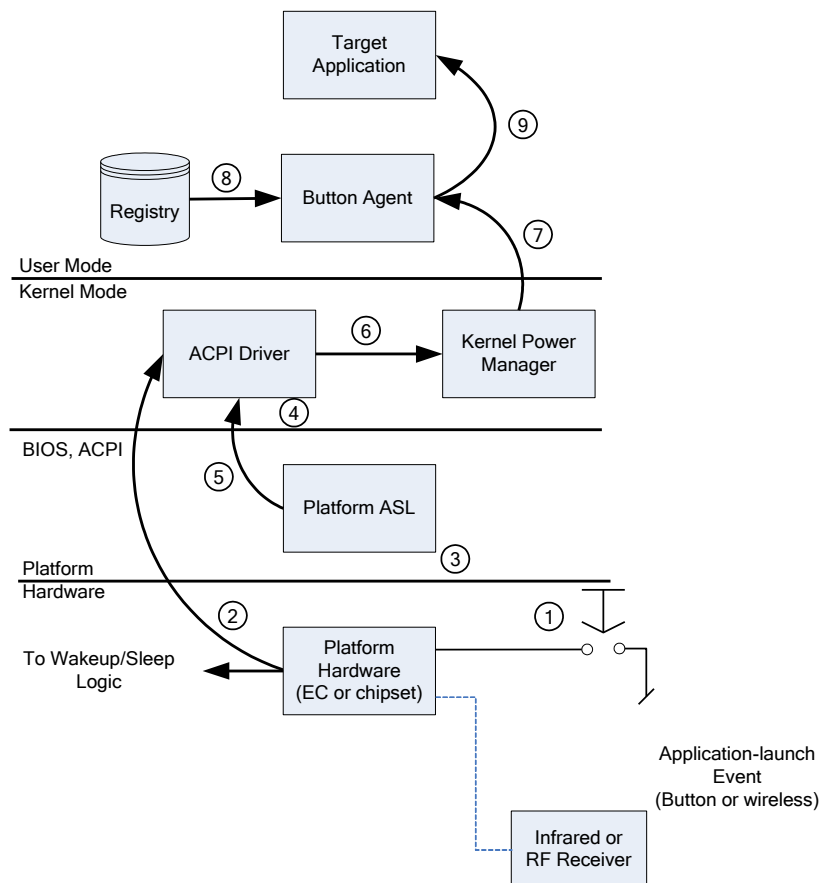 Target
Application
9
8
Registry
Button Agent
7
User Mode
Kernel Mode
6
ACPI Driver
Kernel Power
Manager
4
BIOS, ACPI
5
Platform ASL
3
Platform
Hardware
2
1
Platform
Hardware
(EC or chipset)
To Wakeup/Sleep
Logic
Application-launch
Event
(Button or wireless)
Infrared or
RF Receiver